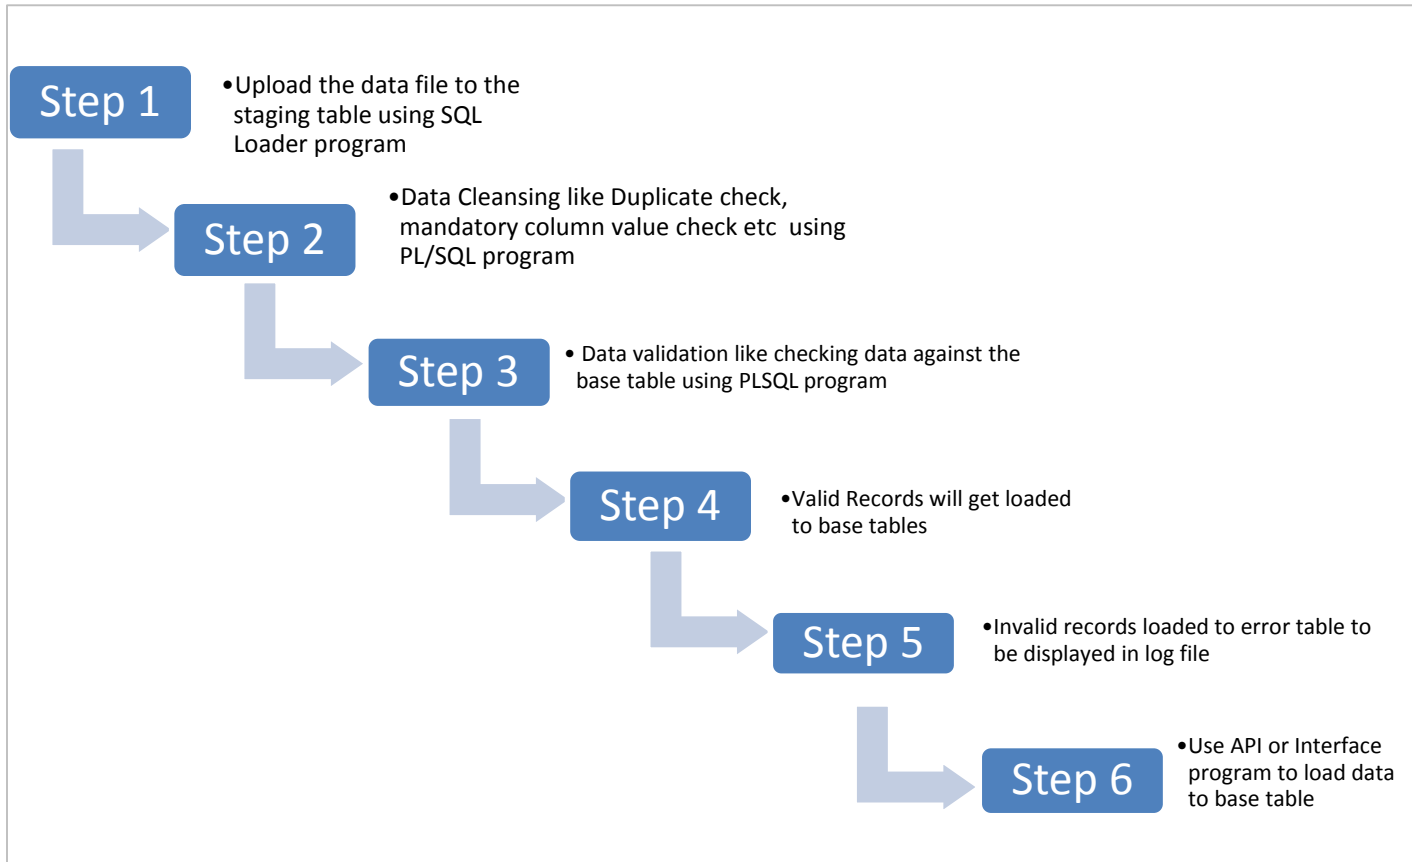 Step 1
•Upload the data file to the
staging table using SQL
Loader program
Step 2
•Data Cleansing like Duplicate check,
mandatory column value check etc  using
PL/SQL program
Step 3
• Data validation like checking data against the
base table using PLSQL program
Step 4
•Valid Records will get loaded
to base tables
Step 5
•Invalid records loaded to error table to
be displayed in log file
Step 6
•Use API or Interface
program to load data
to base table